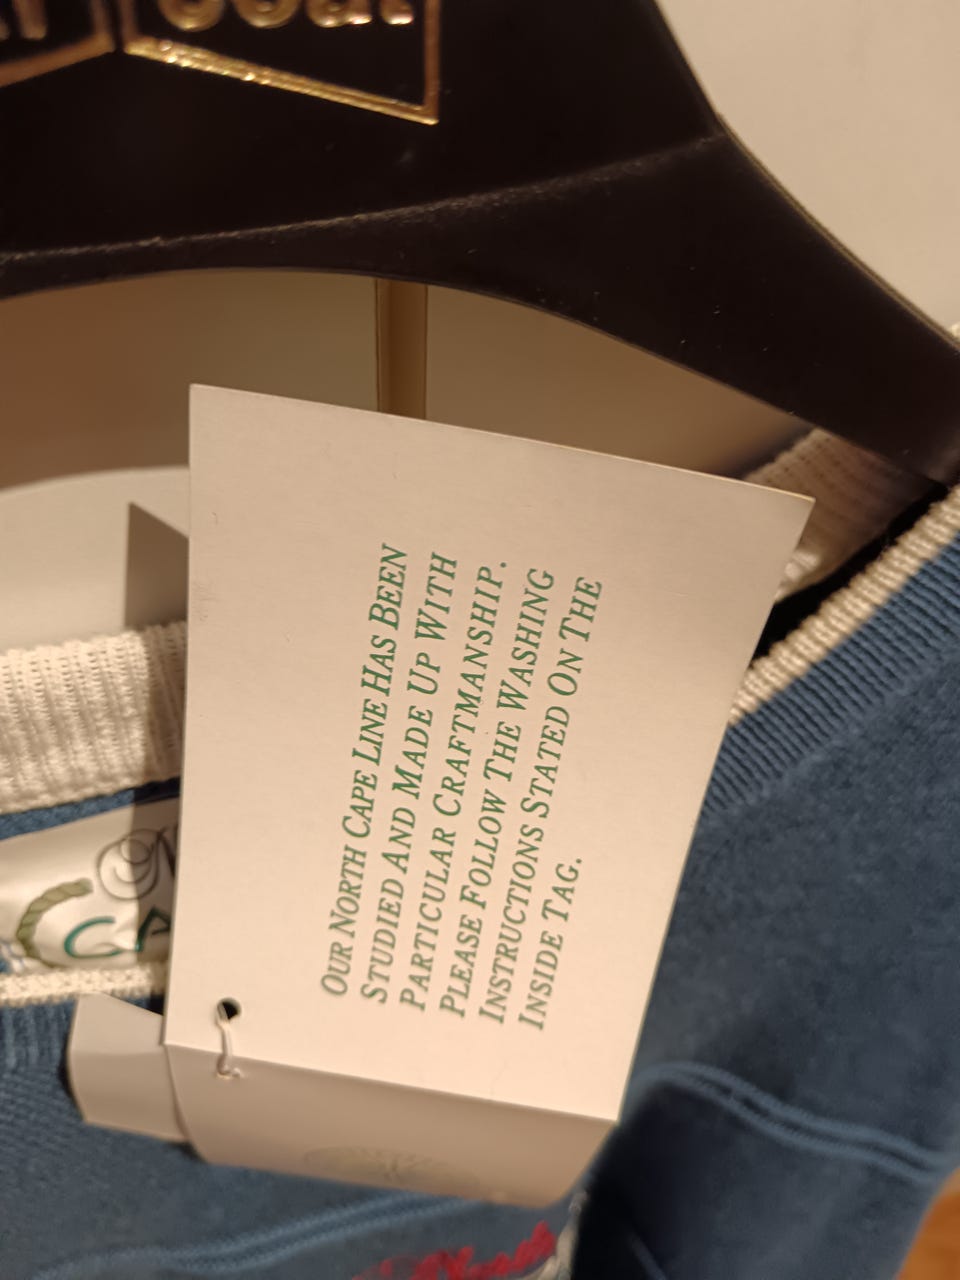 coat
OUR NORTH CAPE LINE HAS BEEN
STUDIED AND MADE UP WITH
PARTICULAR CRAFTMANSHIP.
PLEASE FOLLOW THE WASHING
INSTRUCTIONS STATED ON THE
INSIDE TAG.